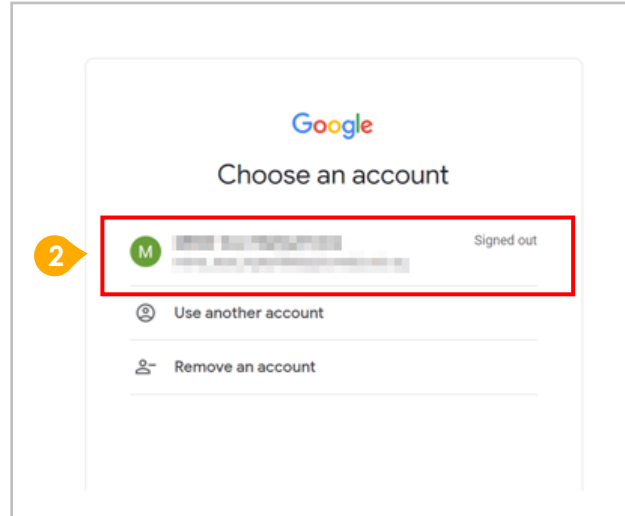 Google
Choose an account
2
M
Signed out
Use another account
Remove an account